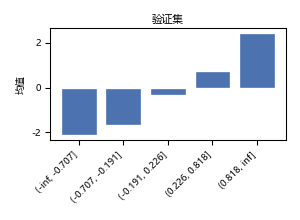 验证集
均值
2
0
-2
(-inf, -0.707]
(-0.707, -0.191]
(-0.191, 0.226]
(0.226, 0.818]
(0.818, inf]